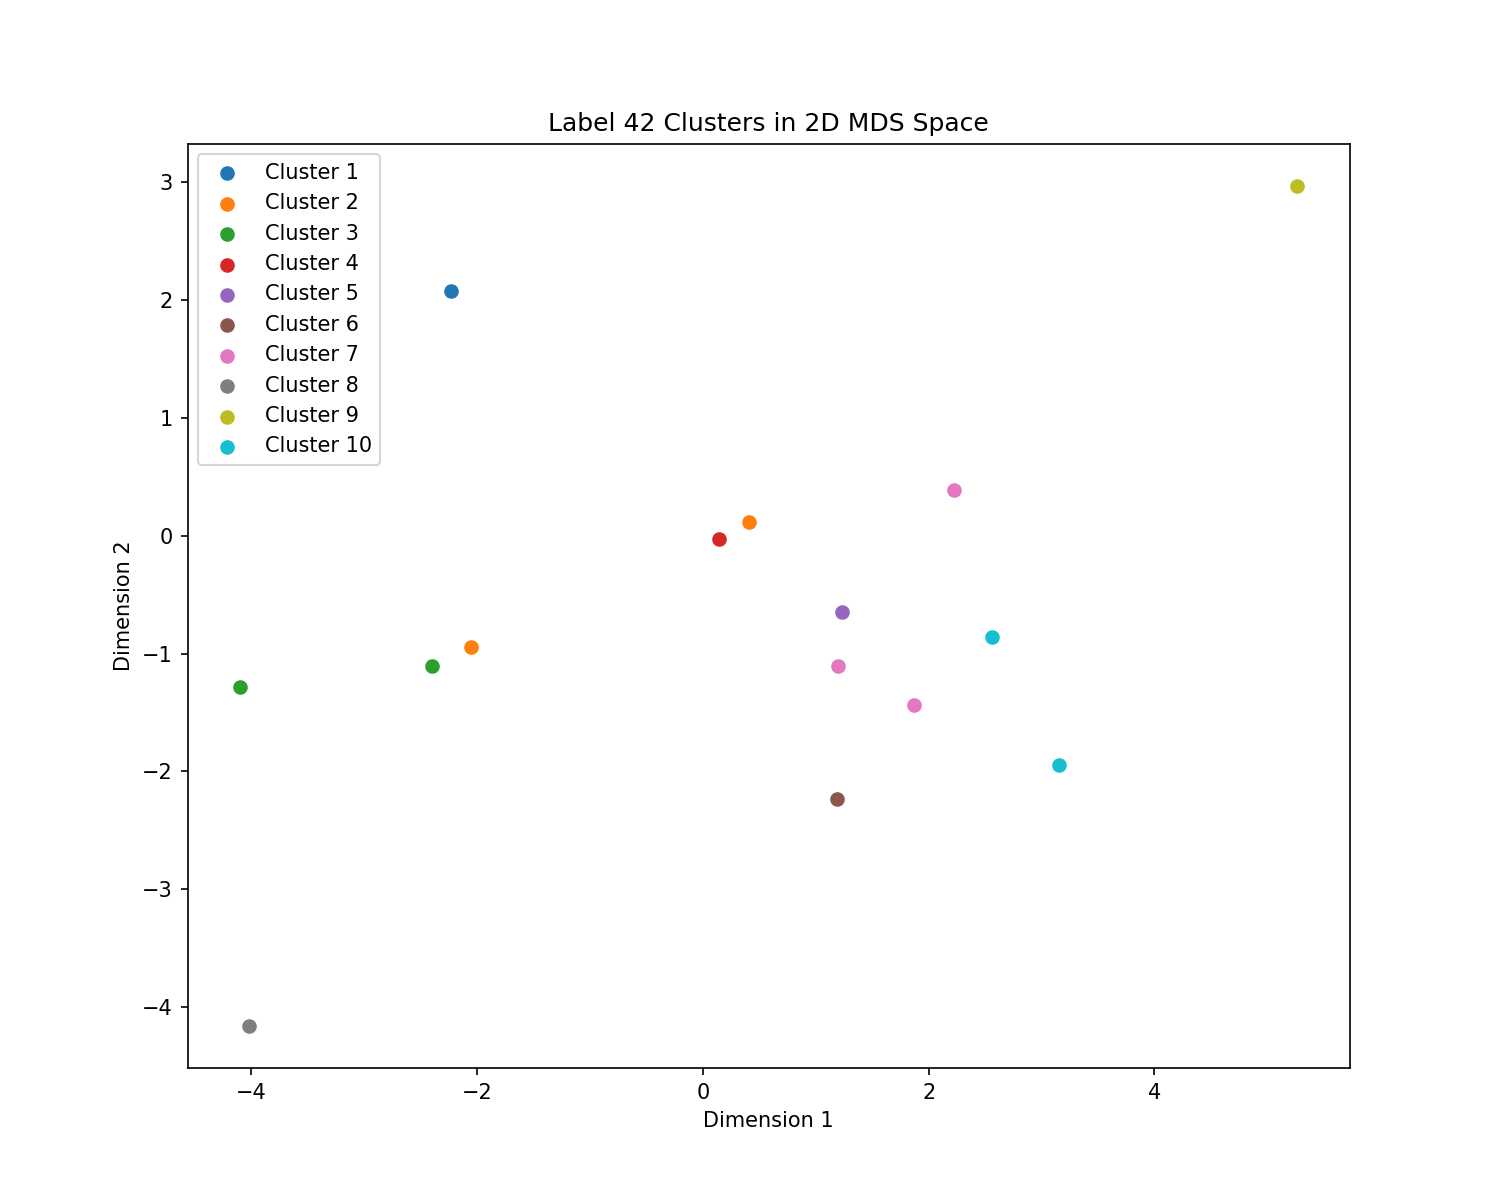 Label 42 Clusters in 2D MDS Space
Cluster 1
Cluster 2
Cluster 3
Cluster 4
Cluster 5
Cluster 6
Cluster 7
Cluster 8
Cluster 9
Cluster 10
3
2
1
0
−1
−2
−3
−4
Dimension 2
−4 −2 0 2 4
Dimension 1